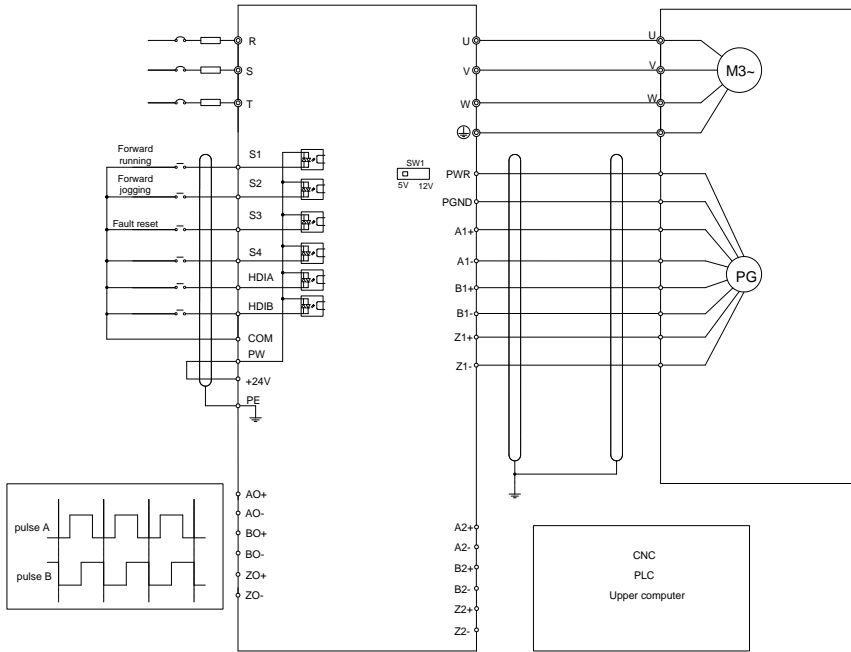 R
S
T
Forward
running
S1
Forward
jogging
S2
Fault reset
S3
S4
HDIA
HDIB
COM
PW
+24V
PE
SW1
5V 12V
U
V
W
U
V
W
M3~
PWR
PGND
A1+
A1-
B1+
B1-
Z1+
Z1-
PG
pulse A
pulse B
AO+
AO-
BO+
BO-
ZO+
ZO-
A2+
A2-
B2+
B2-
Z2+
Z2-
CNC
PLC
Upper computer